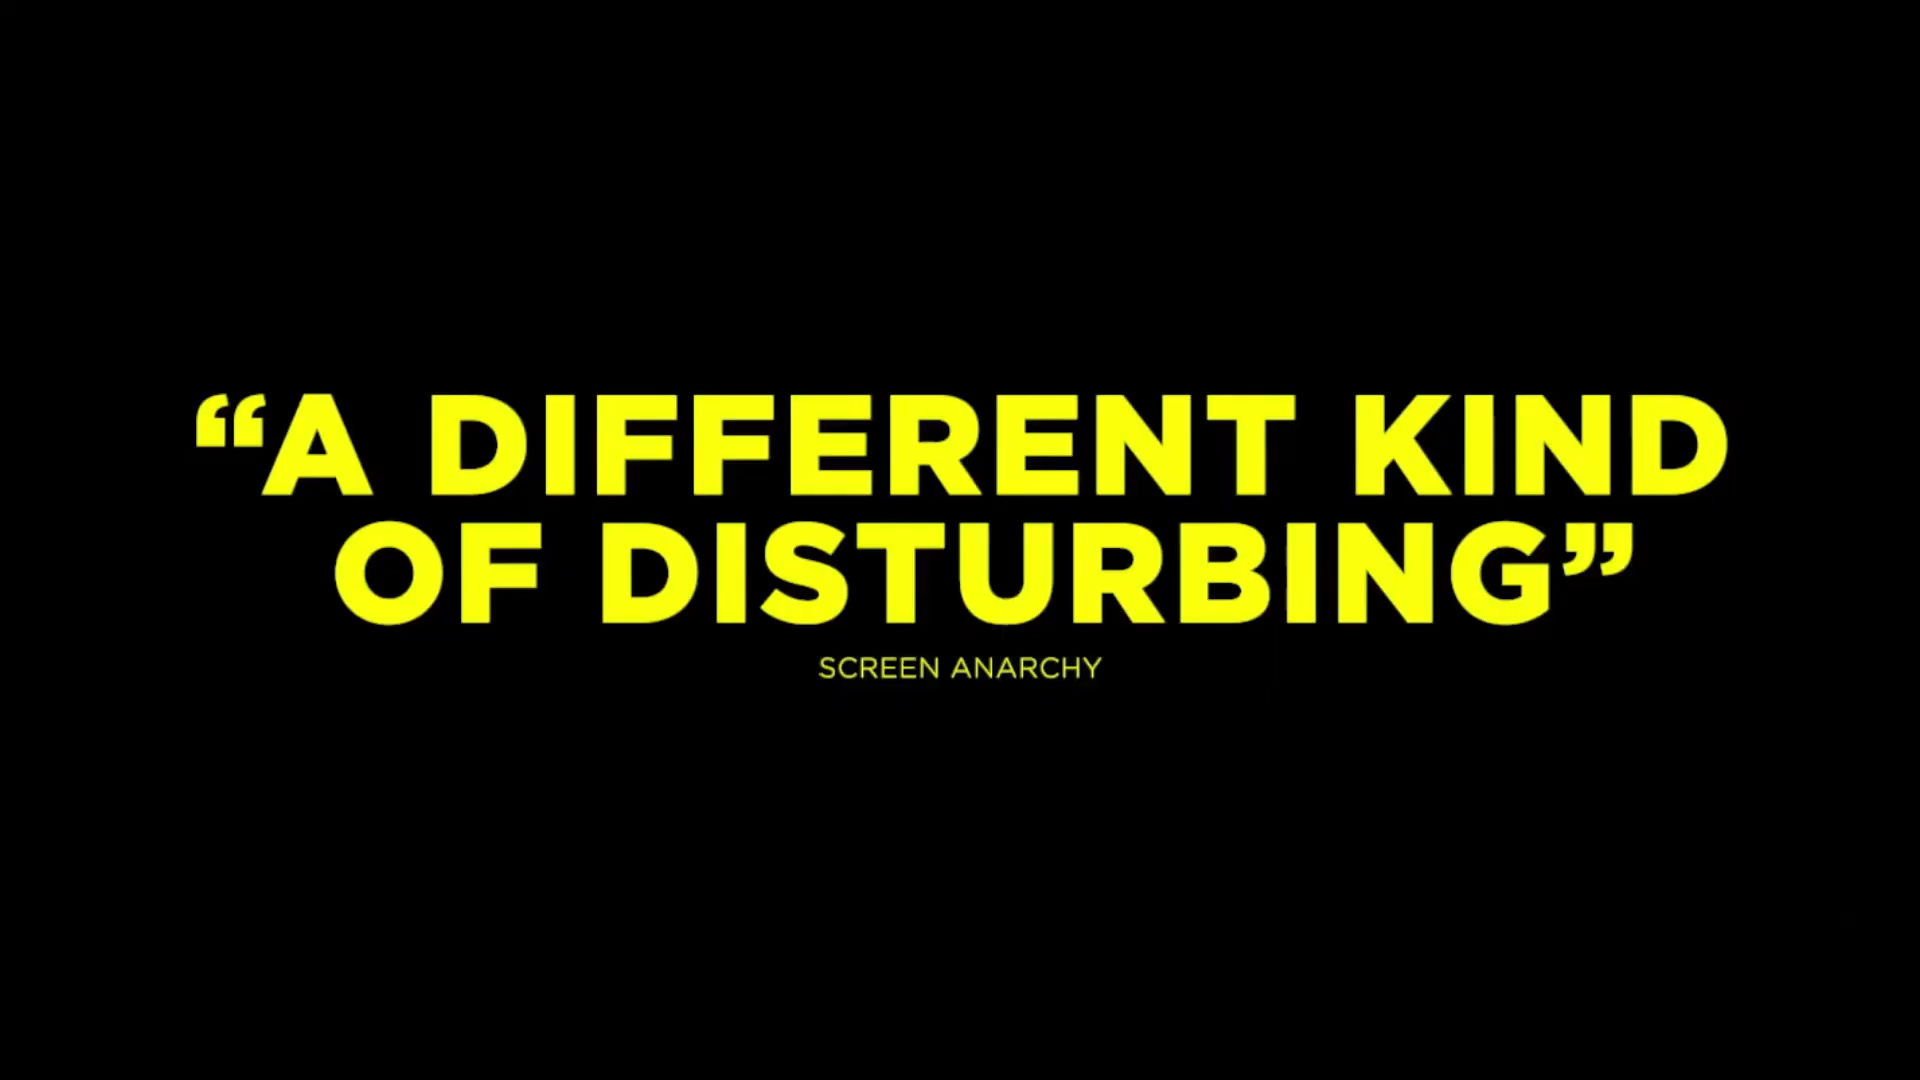 “A DIFFERENT KIND
OF DISTURBING”
SCREEN ANARCHY